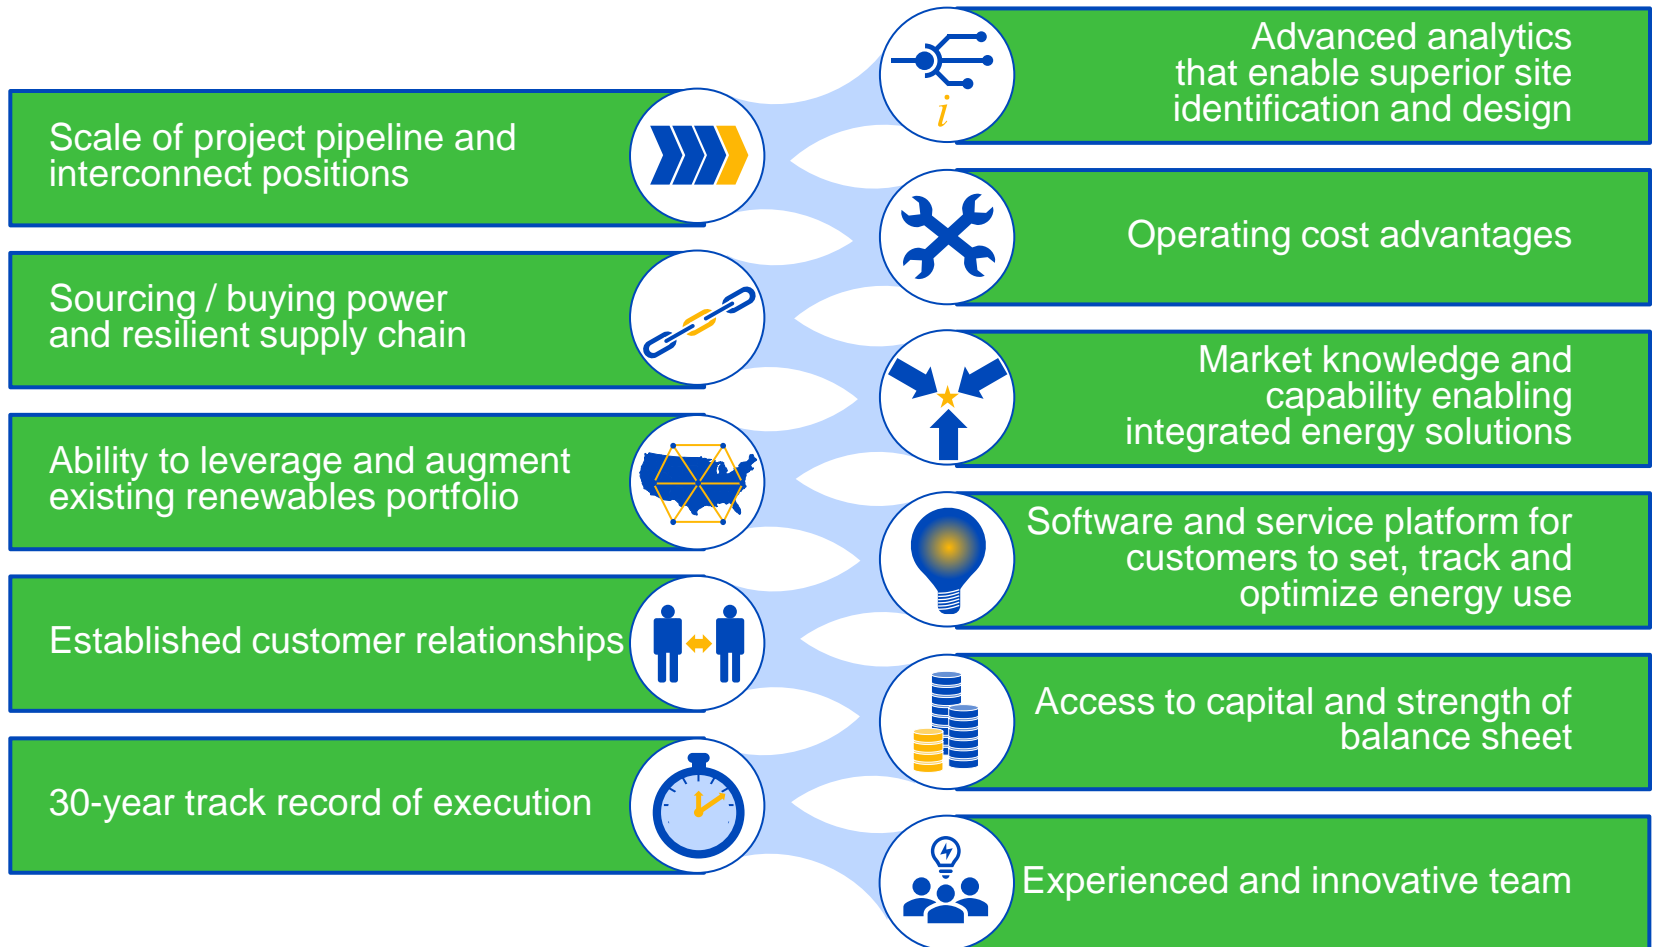 Advanced analytics
that enable superior site
identification and design
Scale of project pipeline and
interconnect positions
i
Operating cost advantages
Sourcing / buying power
and resilient supply chain
Market knowledge and
capability enabling
integrated energy solutions
Ability to leverage and augment
existing renewables portfolio
Software and service platform for
customers to set, track and
optimize energy use
Established customer relationships
Access to capital and strength of
balance sheet
30-year track record of execution
Experienced and innovative team